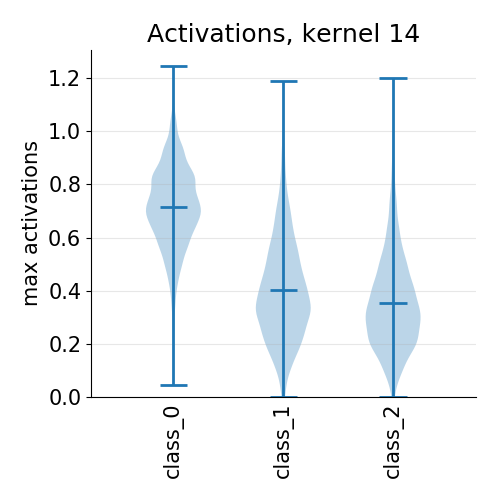 Activations, kernel 14
max activations
1.2
1.0
0.8
0.6
0.4
0.2
0.0
class_0
class_1
class_2